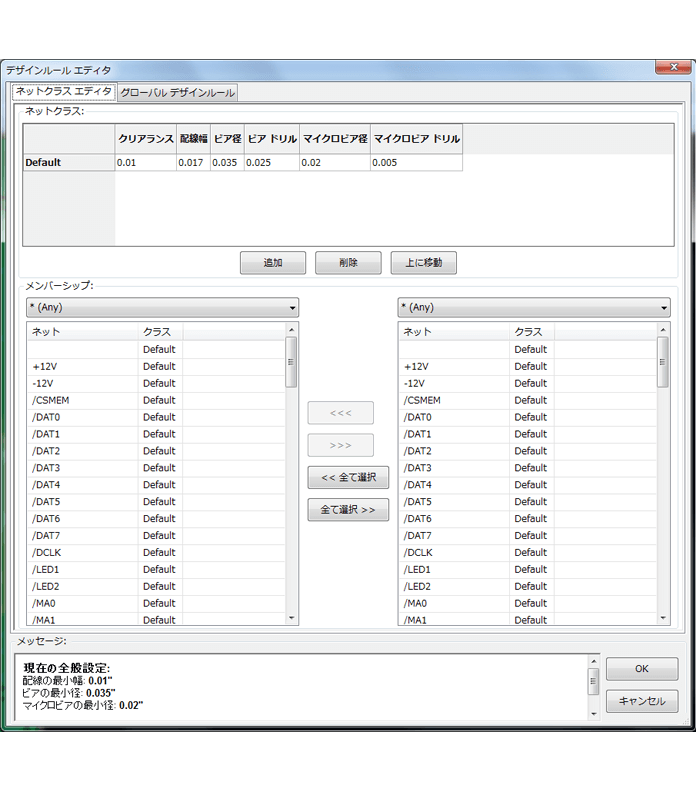 デザインルール エディタ
ネットクラス エディタ グローバル デザインルール
ネットクラス:
クリアランス 配線幅 ビア径 ビア ドリル マイクロビア径 マイクロビア ドリル
Default 0.01 0.017 0.035 0.025 0.02 0.005
追加 削除 上に移動
メンバーシップ:
* (Any) * (Any)
ネット クラス ネット クラス
Default Default
+12V Default +12V Default
-12V Default -12V Default
/CSMEM Default /CSMEM Default
/DAT0 Default /DAT0 Default
<<<
/DAT1 Default /DAT1 Default
>>>
/DAT2 Default /DAT2 Default
/DAT3 Default /DAT3 Default
<< 全て選択
/DAT4 Default /DAT4 Default
/DAT5 Default /DAT5 Default
全て選択 >>
/DAT6 Default /DAT6 Default
/DAT7 Default /DAT7 Default
/DCLK Default /DCLK Default
/LED1 Default /LED1 Default
/LED2 Default /LED2 Default
/MA0 Default /MA0 Default
/MA1 Default /MA1 Default
メッセージ:
現在の全般設定:
配線の最小幅: 0.01"
ビアの最小径: 0.035"
マイクロビアの最小径: 0.02"
OK
キャンセル